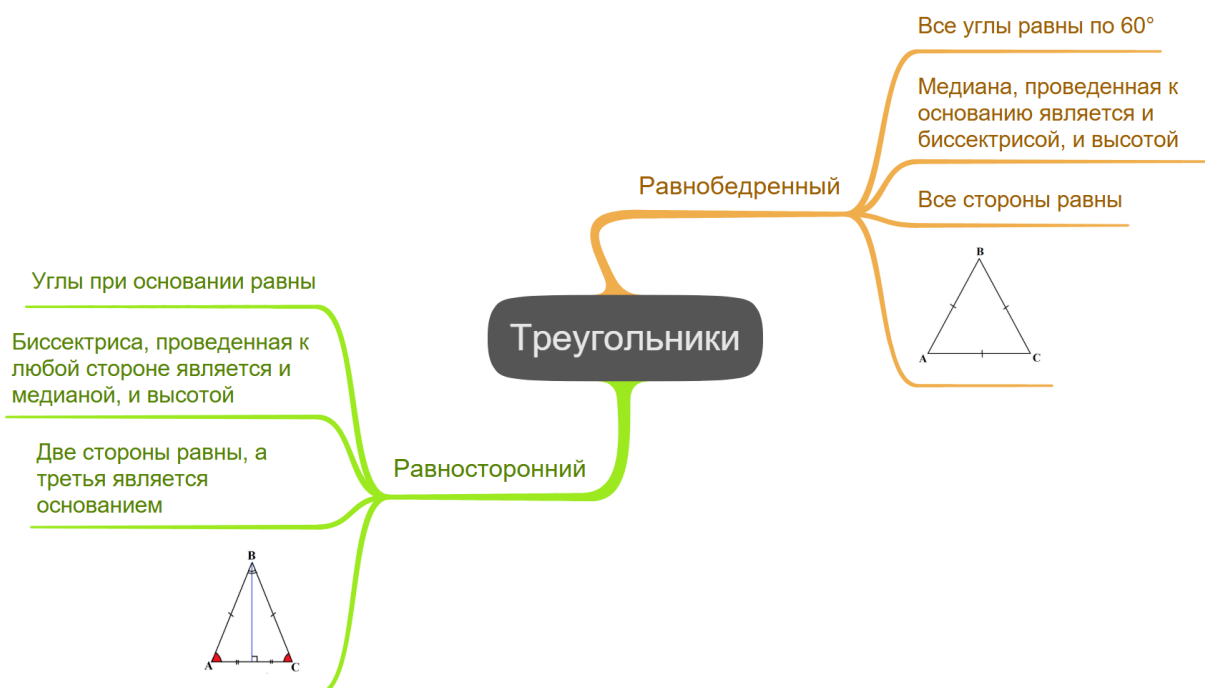 Все углы равны по 60°
Медиана, проведенная к
основанию является и
биссектрисой, и высотой
Равнобедренный
Все стороны равны
B
A
C
Треугольники
Углы при основании равны
Биссектриса, проведенная к
любой стороне является и
медианой, и высотой
Две стороны равны, а
третья является
основанием
Равносторонний
B
A
C